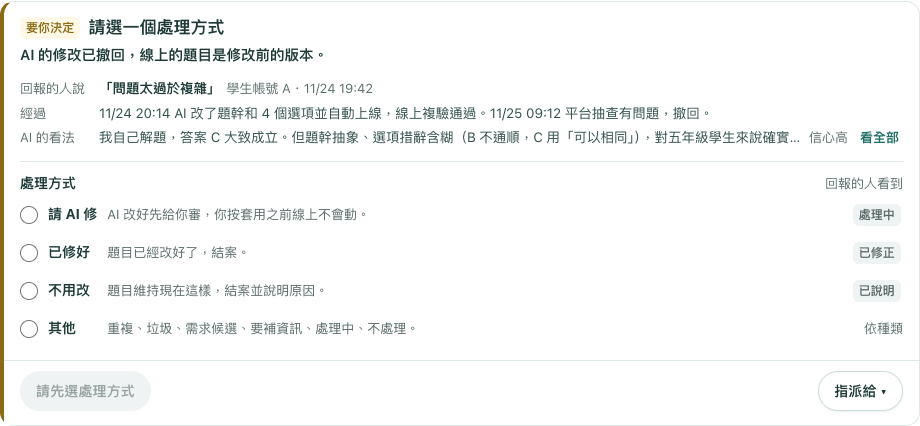 要你決定 請選一個處理方式
AI 的修改已撤回，線上的題目是修改前的版本。
回報的人說 「問題太過於複雜」 學生帳號 A · 11/24 19:42
經過 11/24 20:14 AI 改了題幹和 4 個選項並自動上線，線上複驗通過。11/25 09:12 平台抽查有問題，撤回。
AI 的看法 我自己解題，答案 C 大致成立。但題幹抽象、選項措辭含糊（B 不通順，C 用「可以相同」），對五年級學生來說確實... 信心高 看全部
處理方式 回報的人看到
請 AI 修 AI 改好先給你審，你按套用之前線上不會動。 處理中
已修好 題目已經改好了，結案。 已修正
不用改 題目維持現在這樣，結案並說明原因。 已說明
其他 重複、垃圾、需求候選、要補資訊、處理中、不處理。 依種類
請先選處理方式 指派給 ▾